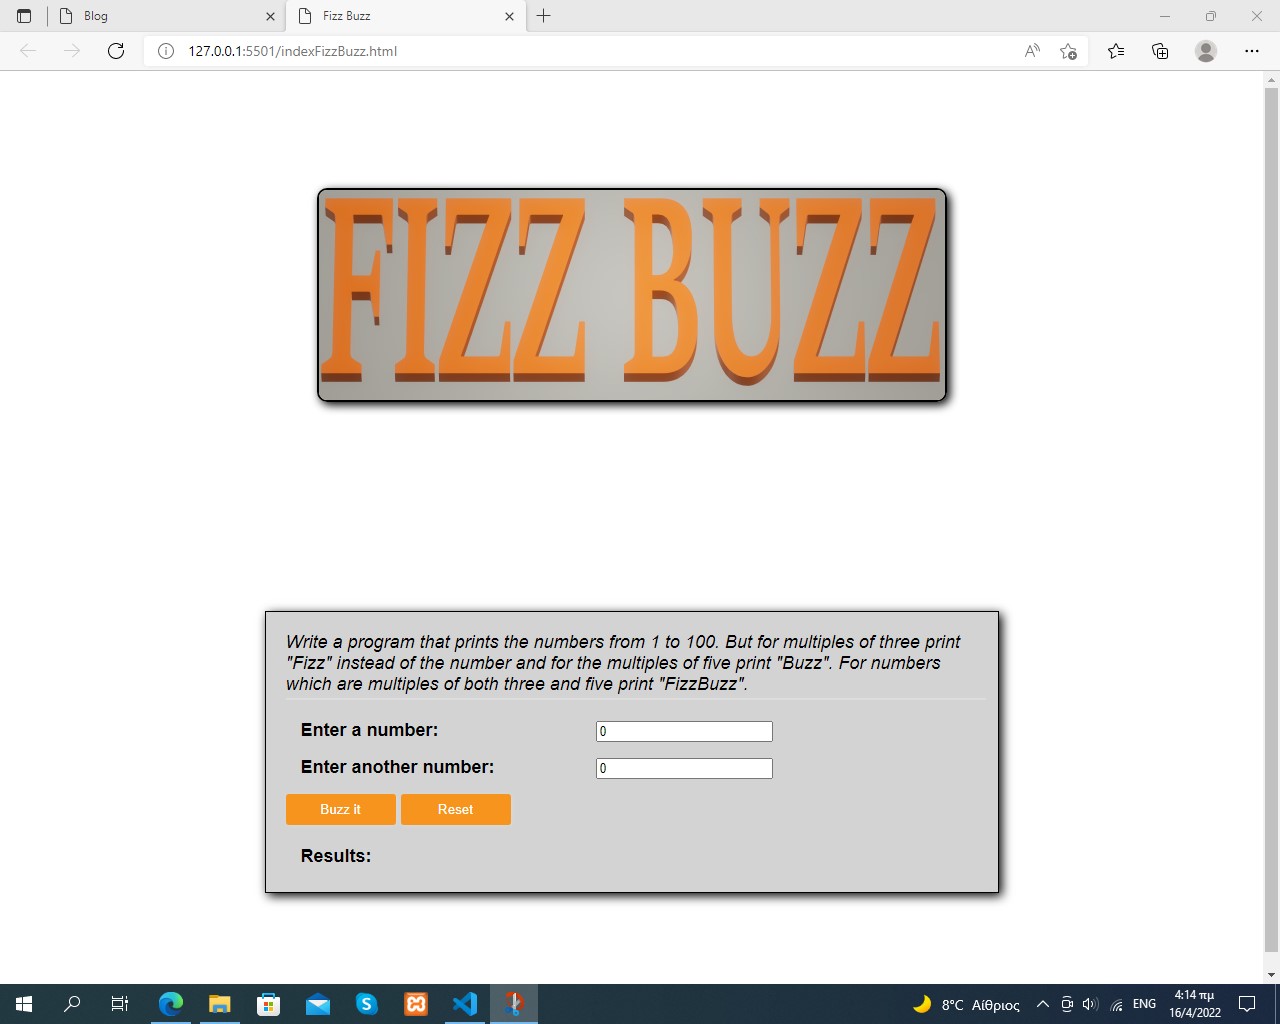 Blog
Fizz Buzz
127.0.0.1:5501/indexFizzBuzz.html
FIZZ BUZZ
Write a program that prints the numbers from 1 to 100. But for multiples of three print
"Fizz" instead of the number and for the multiples of five print "Buzz". For numbers
which are multiples of both three and five print "FizzBuzz".
Enter a number:
0
Enter another number:
0
Buzz it
Reset
Results:
8°C Αίθριος
ENG
4:14 πμ
16/4/2022